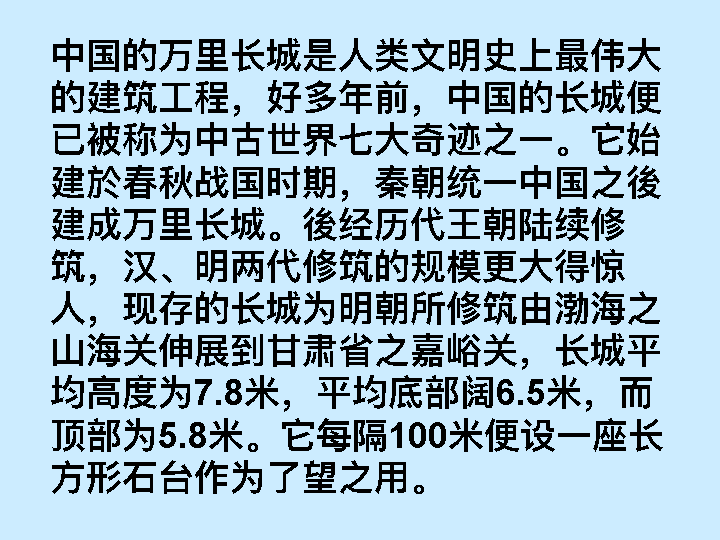 中国的万里长城是人类文明史上最伟大
的建筑工程，好多年前，中国的长城便
已被称为中古世界七大奇迹之一。它始
建於春秋战国时期，秦朝统一中国之後
建成万里长城。後经历代王朝陆续修
筑，汉、明两代修筑的规模更大得惊
人，现存的长城为明朝所修筑由渤海之
山海关伸展到甘肃省之嘉峪关，长城平
均高度为7.8米，平均底部阔6.5米，而
顶部为5.8米。它每隔100米便设一座长
方形石台作为了望之用。